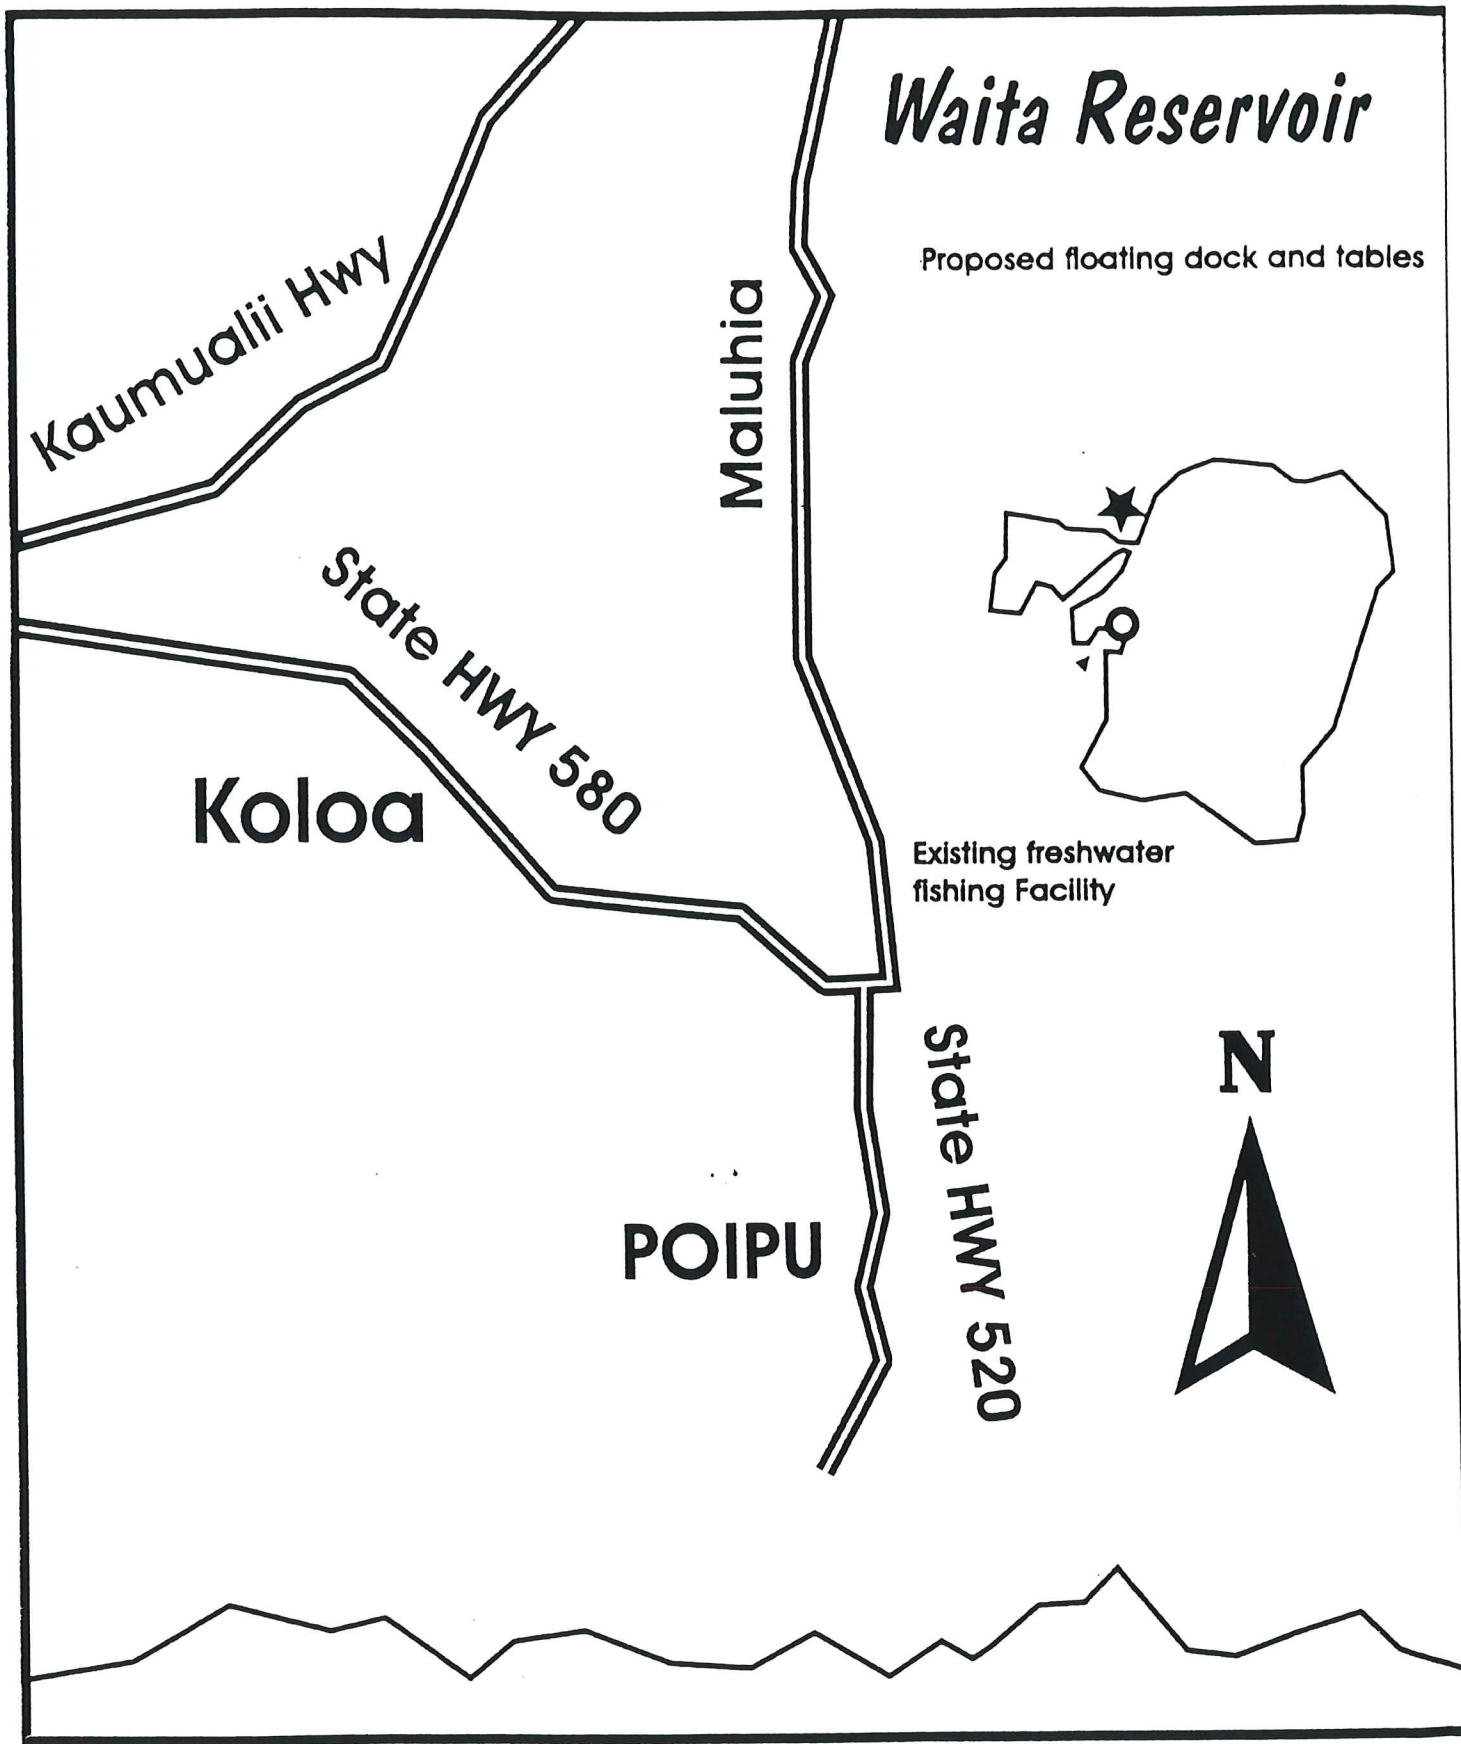 Waita Reservoir
Proposed floating dock and tables
Kaumualii Hwy
Maluhia
State HWY 580
Koloa
Existing freshwater
fishing Facility
State HWY 520
N
POIPU